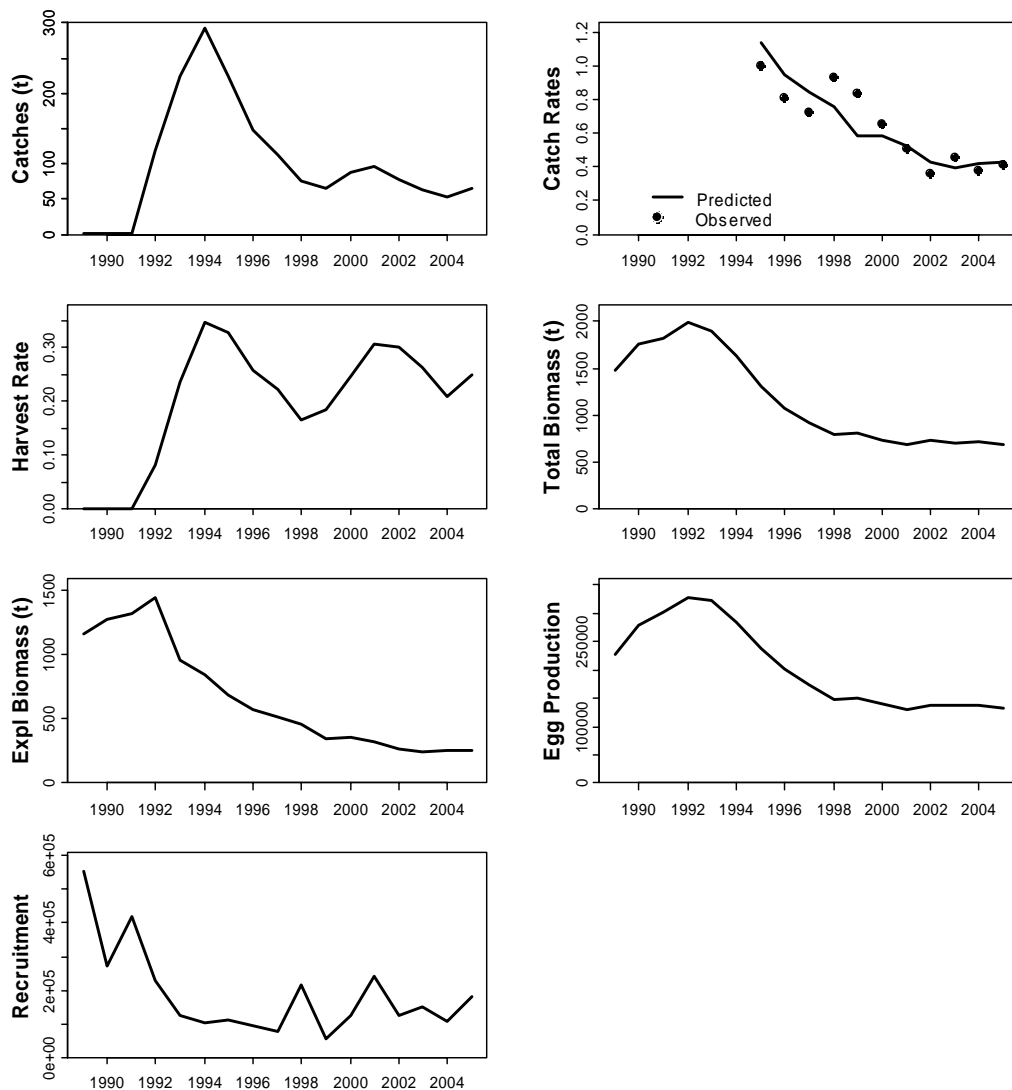 Catches (t)
0 50 100 200 300
1990 1992 1994 1996 1998 2000 2002 2004
Catch Rates
0.0 0.2 0.4 0.6 0.8 1.0 1.2
Predicted
Observed
1990 1992 1994 1996 1998 2000 2002 2004
Harvest Rate
0.00 0.10 0.20 0.30
1990 1992 1994 1996 1998 2000 2002 2004
Total Biomass (t)
0 500 1000 1500 2000
1990 1992 1994 1996 1998 2000 2002 2004
Expl Biomass (t)
0 500 1000 1500
1990 1992 1994 1996 1998 2000 2002 2004
Egg Production
0 100000 250000
1990 1992 1994 1996 1998 2000 2002 2004
Recruitment
0e+00 2e+05 4e+05 6e+05
1990 1992 1994 1996 1998 2000 2002 2004